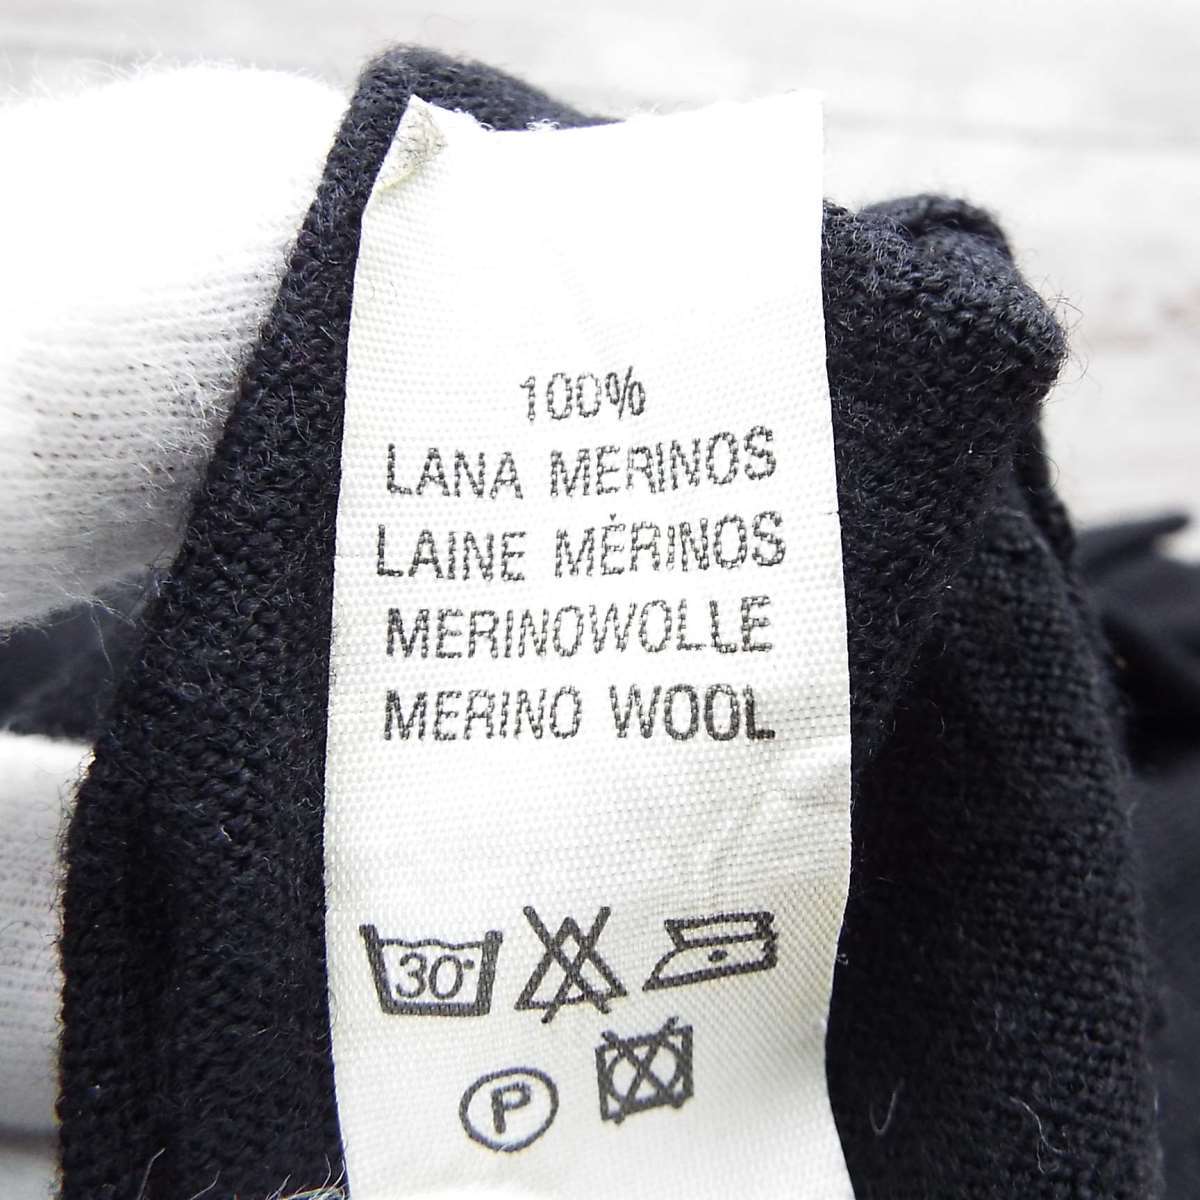 100%
LANA MERINOS
LAINE MÉRINOS
MERINOWOLLE
MERINO WOOL
30°
P